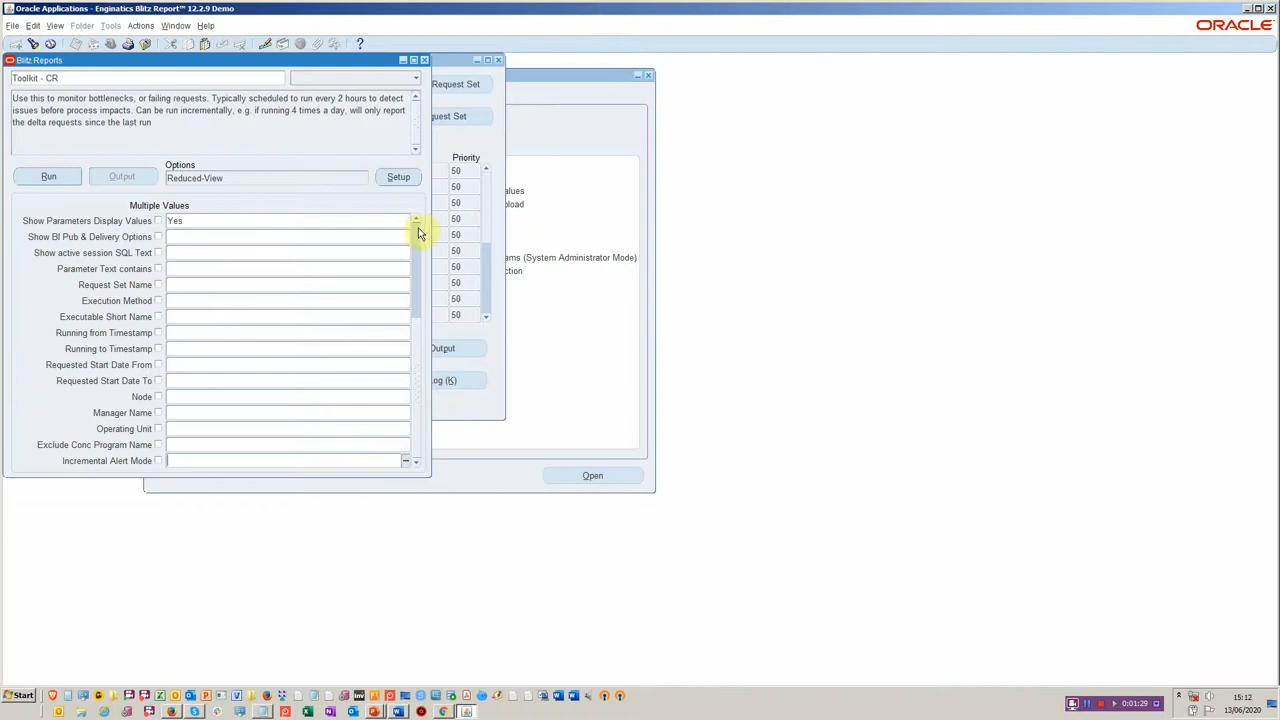 Oracle Applications - Enginatics Blitz Report™ 12.2.9 Demo
File Edit View Folder Tools Actions Window Help
ORACLE
Blitz Reports
Toolkit - CR
Use this to monitor bottlenecks, or failing requests. Typically scheduled to run every 2 hours to detect
issues before process impacts. Can be run incrementally, e.g. if running 4 times a day, will only report
the delta requests since the last run
Options
Run
Output
Reduced-View
Setup
Multiple Values
Show Parameters Display Values Yes
Show BI Pub & Delivery Options
Show active session SQL Text
Parameter Text contains
Request Set Name
Execution Method
Executable Short Name
Running from Timestamp
Running to Timestamp
Requested Start Date From
Requested Start Date To
Node
Manager Name
Operating Unit
Exclude Conc Program Name
Incremental Alert Mode
Request Set
quest Set
Priority
50
50
50
50
50
50
50
50
50
50
Output
Log (K)
alues
pload
ams (System Administrator Mode)
ction
Open
Start
15:12
0:01:29
13/06/2020